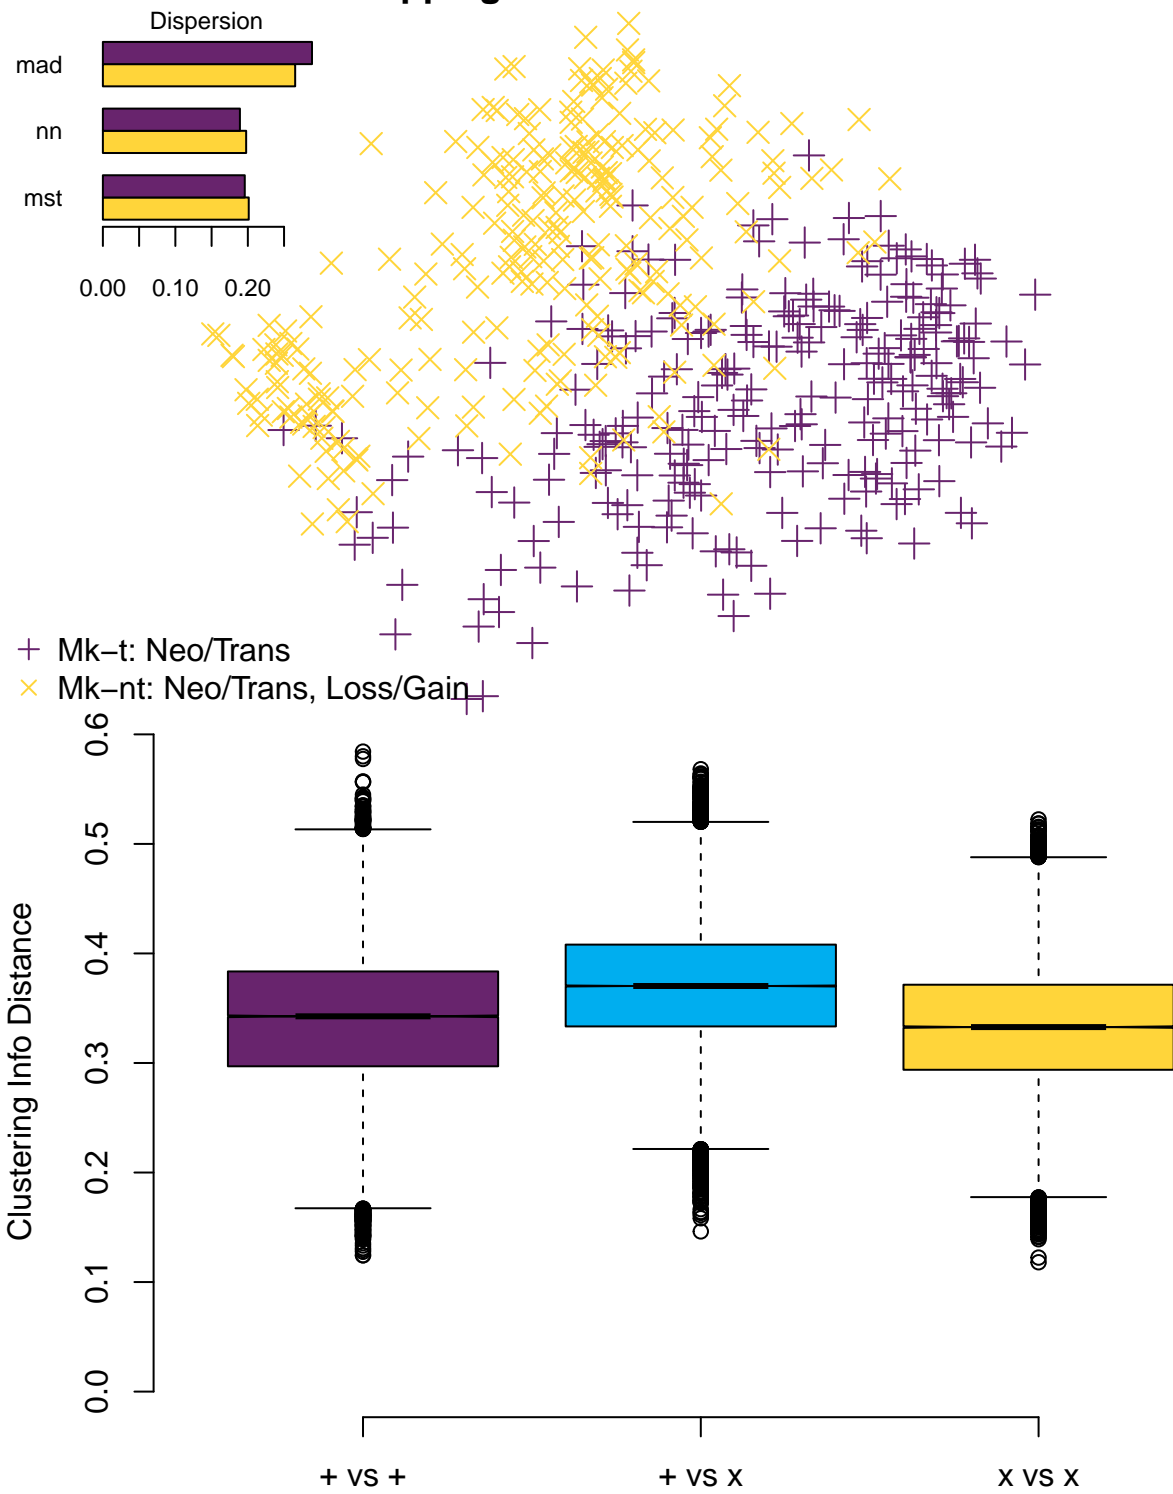 Dispersion
mad
nn
mst
0.00 0.10 0.20
+ Mk−t: Neo/Trans
× Mk−nt: Neo/Trans, Loss/Gain
Clustering Info Distance
0.6
0.5
0.4
0.3
0.2
0.1
0.0
+ vs +
+ vs x
x vs x